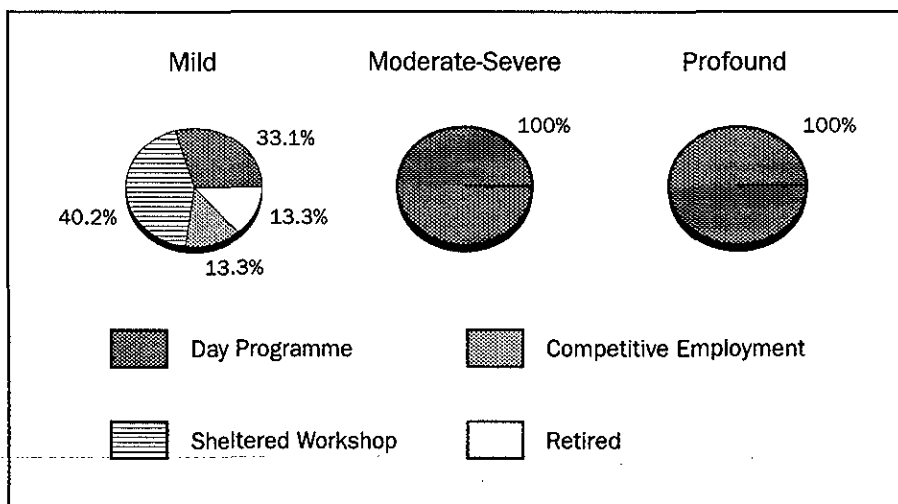 Mild Moderate-Severe Profound
33.1% 100% 100%
40.2% 13.3%
13.3%
Day Programme Competitive Employment
Sheltered Workshop Retired